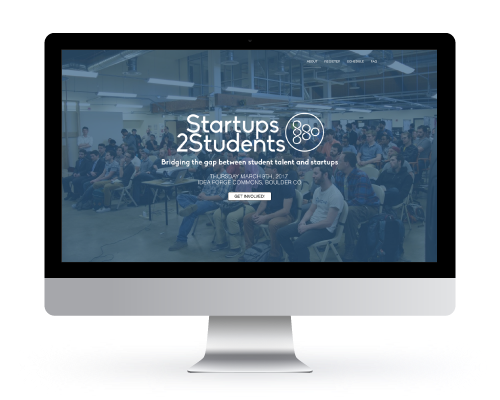 ABOUT REGISTER SCHEDULE FAQ
Startups
2Students
Bridging the gap between student talent and startups
THURSDAY MARCH 9TH, 2017
IDEA FORGE COMMONS, BOULDER CO
GET INVOLVED!